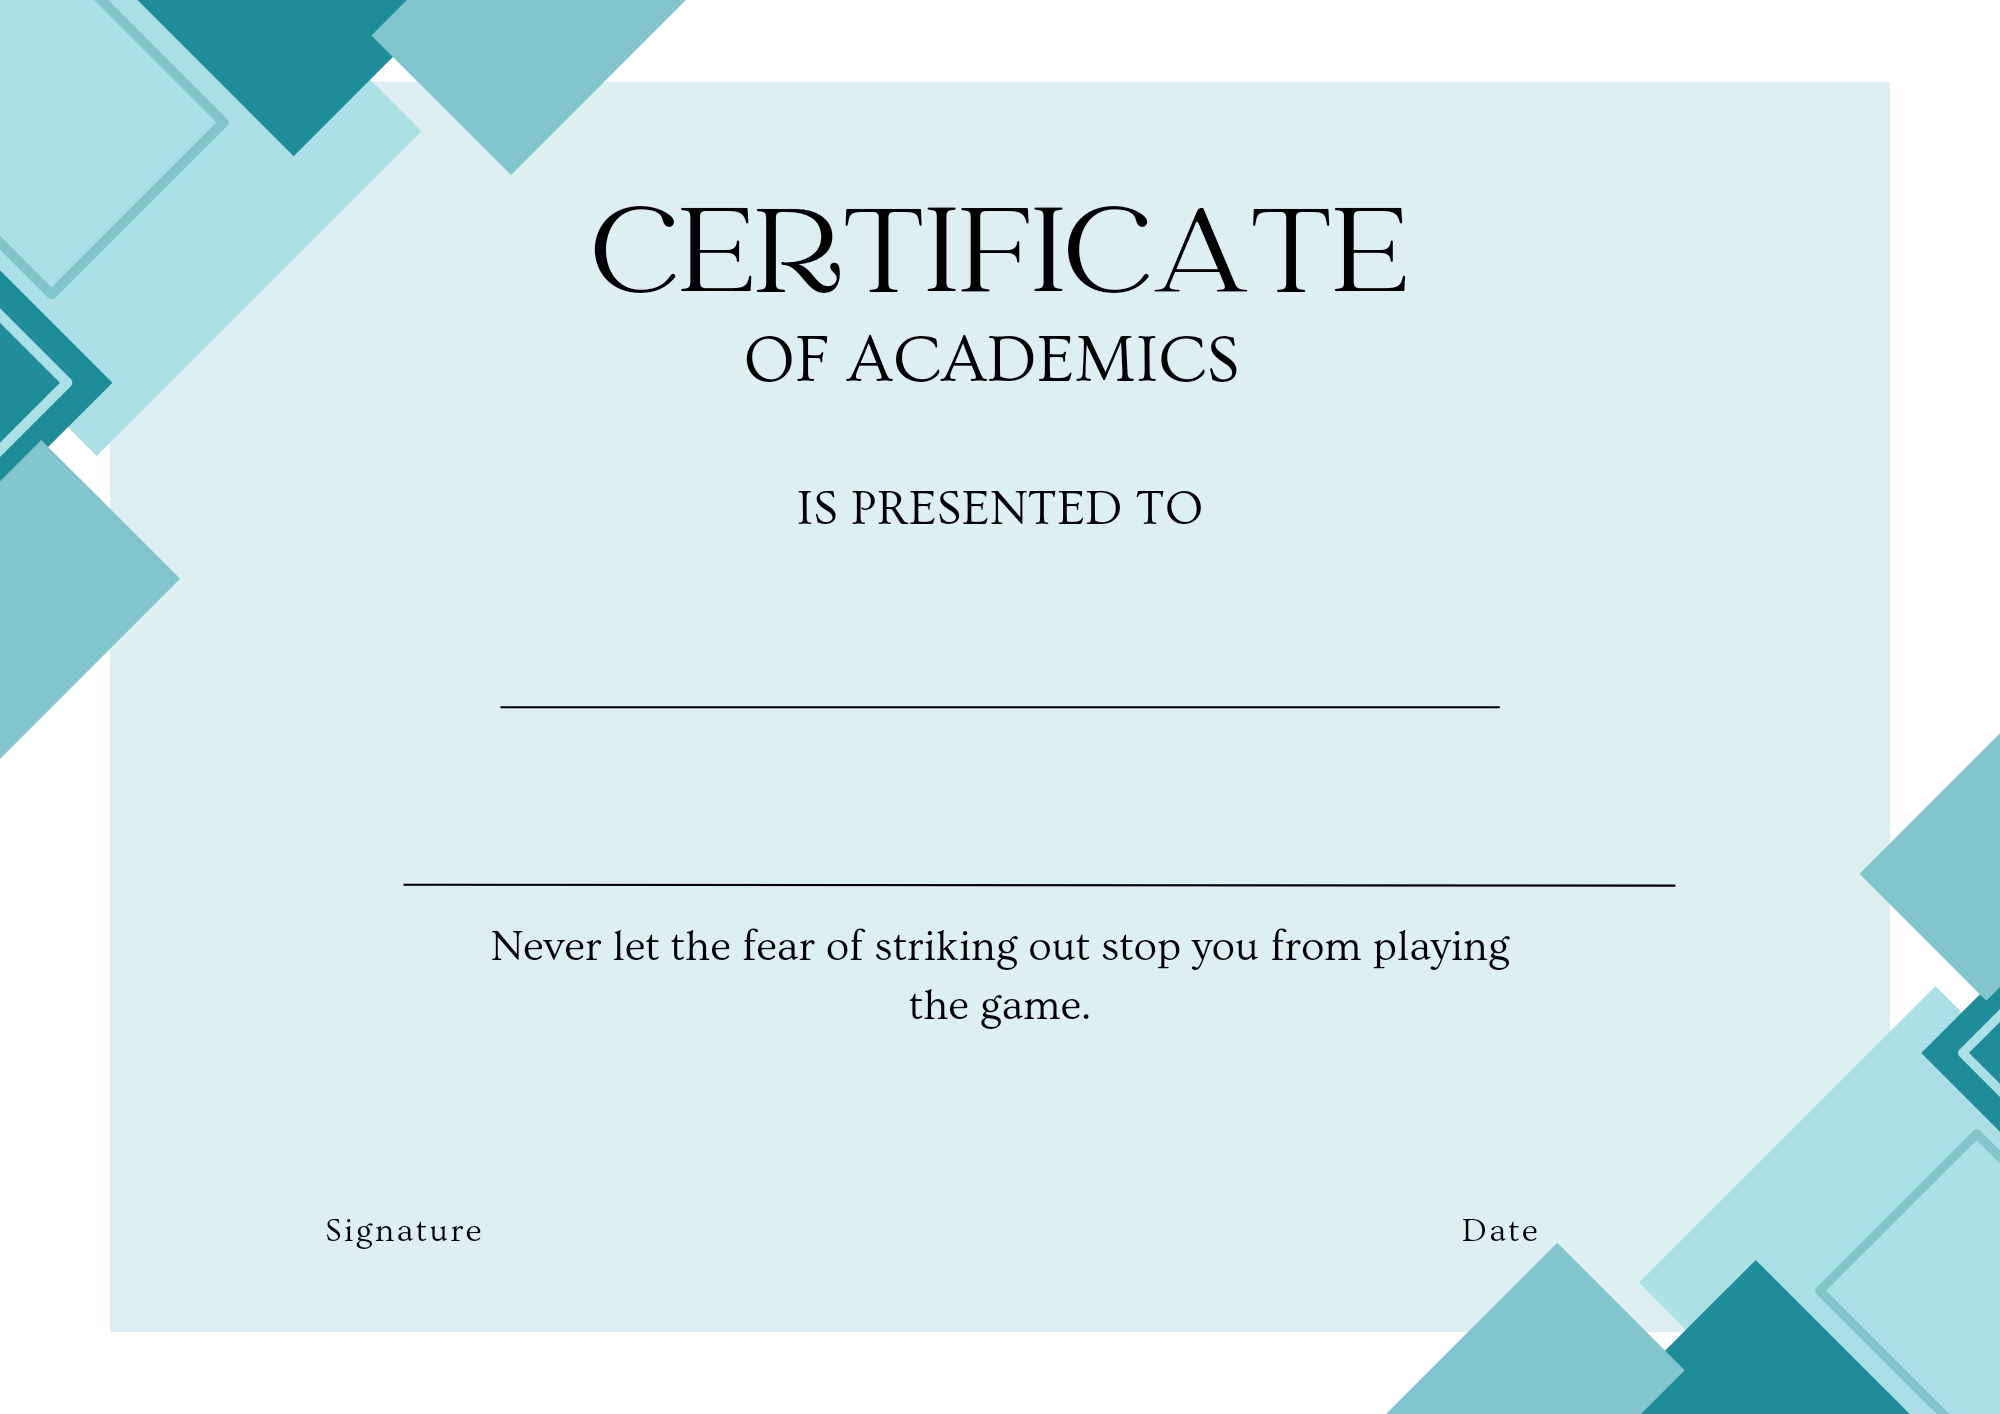 CERTIFICATE
OF ACADEMICS
IS PRESENTED TO
Never let the fear of striking out stop you from playing
the game.
Signature
Date